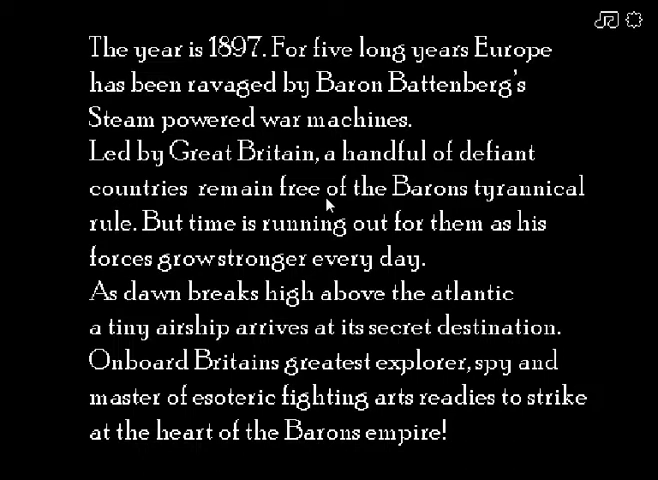 The year is 1897. For five long years Europe
has been ravaged by Baron Battenberg's
Steam powered war machines.
Led by Great Britain, a handful of defiant
countries remain free of the Barons tyrannical
rule. But time is running out for them as his
forces grow stronger every day.
As dawn breaks high above the atlantic
a tiny airship arrives at its secret destination.
Onboard Britains greatest explorer, spy and
master of esoteric fighting arts readies to strike
at the heart of the Barons empire!